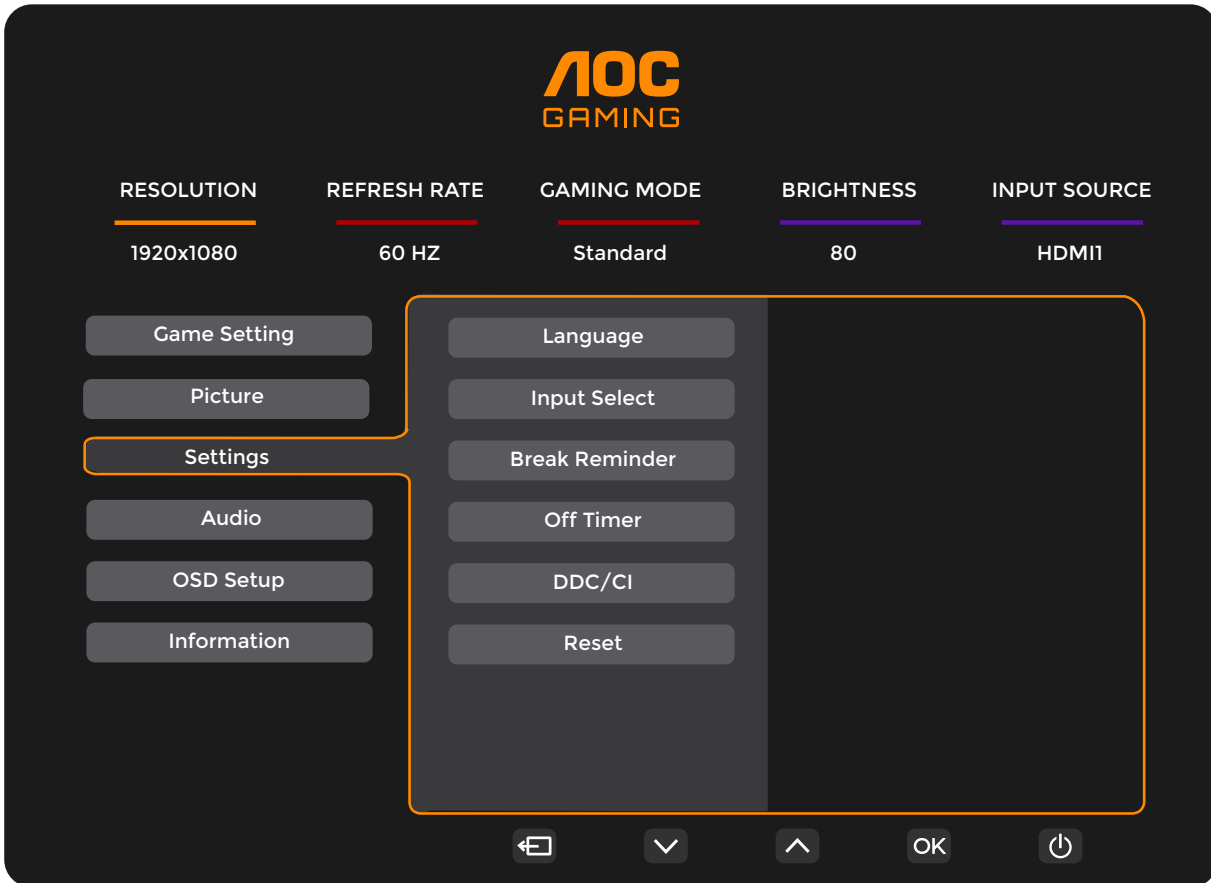 AOC
GAMING
RESOLUTION REFRESH RATE GAMING MODE BRIGHTNESS INPUT SOURCE
1920x1080 60 HZ Standard 80 HDMI1
Game Setting Language
Picture Input Select
Settings Break Reminder
Audio Off Timer
OSD Setup DDC/CI
Information Reset
OK